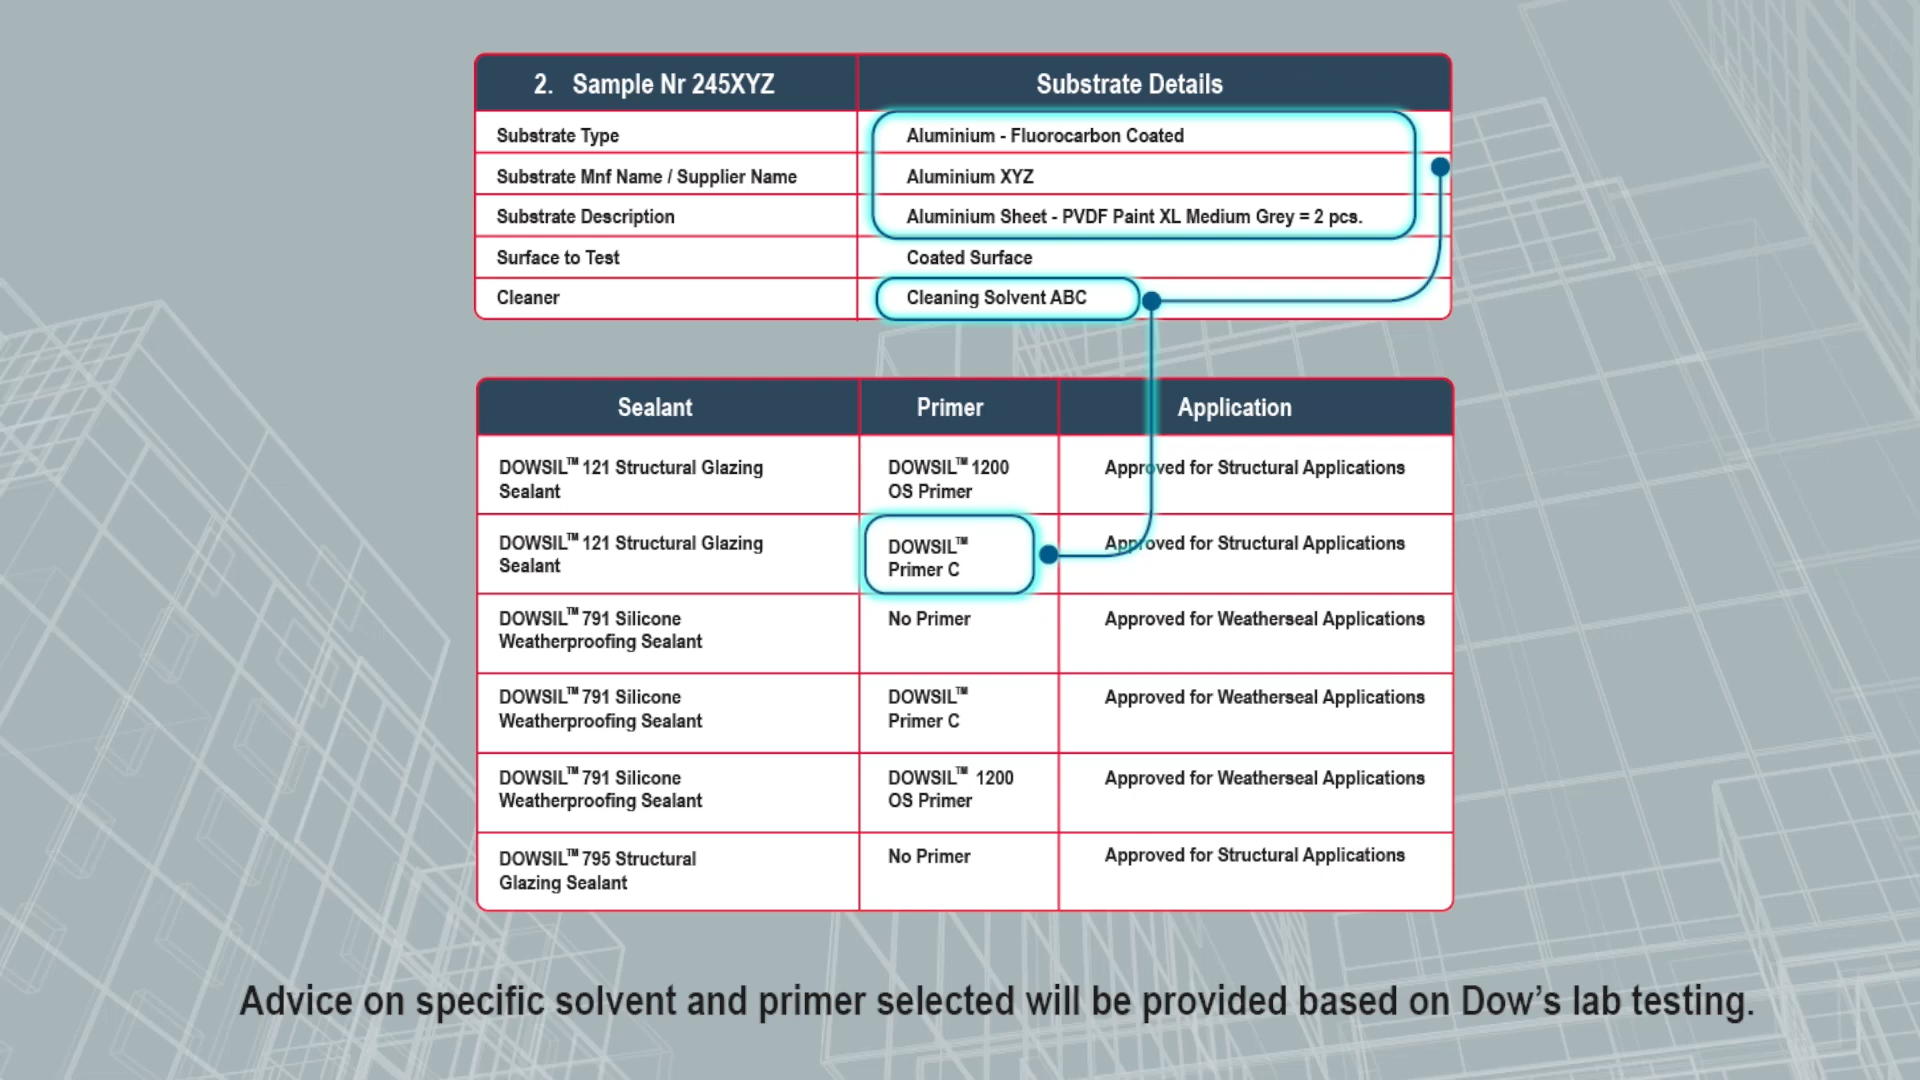 2. Sample Nr 245XYZ
Substrate Details
Substrate Type
Aluminium - Fluorocarbon Coated
Substrate Mnf Name / Supplier Name
Aluminium XYZ
Substrate Description
Aluminium Sheet - PVDF Paint XL Medium Grey = 2 pcs.
Surface to Test
Coated Surface
Cleaner
Cleaning Solvent ABC
Sealant
Primer
Application
DOWSIL™ 121 Structural Glazing
Sealant
DOWSIL™ 1200
OS Primer
Approved for Structural Applications
DOWSIL™ 121 Structural Glazing
Sealant
DOWSIL™
Primer C
Approved for Structural Applications
DOWSIL™ 791 Silicone
Weatherproofing Sealant
No Primer
Approved for Weatherseal Applications
DOWSIL™ 791 Silicone
Weatherproofing Sealant
DOWSIL™
Primer C
Approved for Weatherseal Applications
DOWSIL™ 791 Silicone
Weatherproofing Sealant
DOWSIL™ 1200
OS Primer
Approved for Weatherseal Applications
DOWSIL™ 795 Structural
Glazing Sealant
No Primer
Approved for Structural Applications
Advice on specific solvent and primer selected will be provided based on Dow’s lab testing.